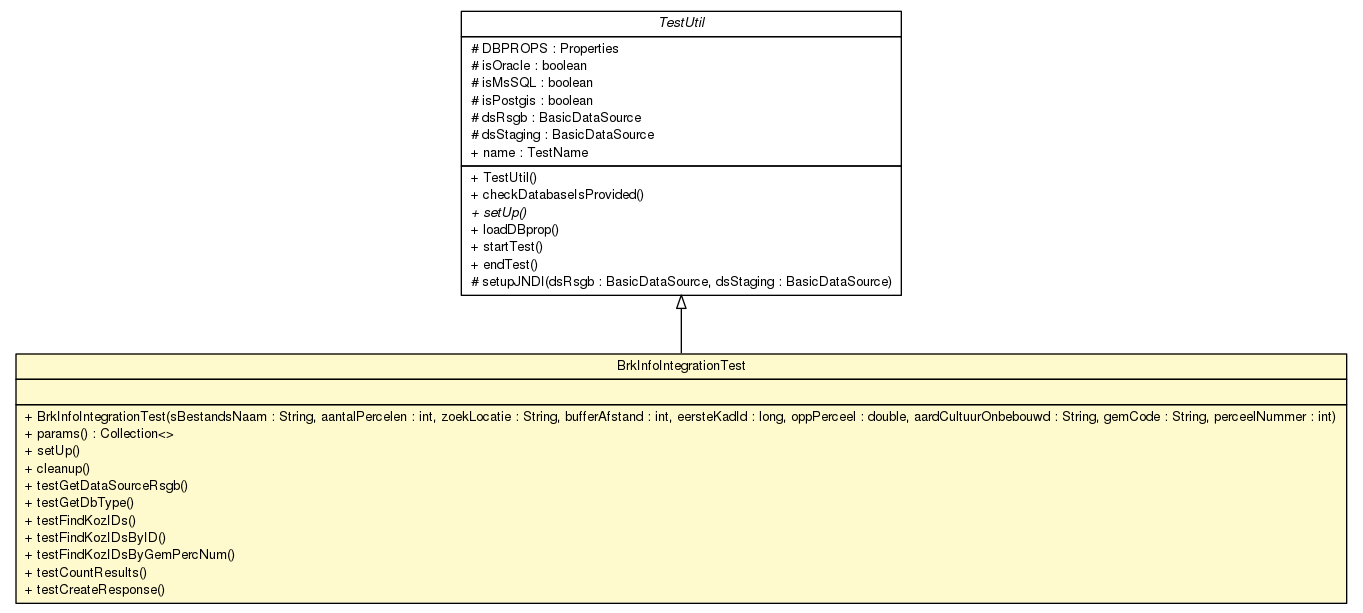 TestUtil
# DBPROPS : Properties
# isOracle : boolean
# isMsSQL : boolean
# isPostgis : boolean
# dsRsgb : BasicDataSource
# dsStaging : BasicDataSource
+ name : TestName
+ TestUtil()
+ checkDatabaseIsProvided()
+ setUp()
+ loadDBprop()
+ startTest()
+ endTest()
# setupJNDI(dsRsgb : BasicDataSource, dsStaging : BasicDataSource)
BrkInfoIntegrationTest
+ BrkInfoIntegrationTest(sBestandsNaam : String, aantalPercelen : int, zoekLocatie : String, bufferAfstand : int, eersteKadId : long, oppPerceel : double, aardCultuurOnbebouwd : String, gemCode : String, perceelNummer : int)
+ params() : Collection<>
+ setUp()
+ cleanup()
+ testGetDataSourceRsgb()
+ testGetDbType()
+ testFindKozIDs()
+ testFindKozIDsByID()
+ testFindKozIDsByGemPercNum()
+ testCountResults()
+ testCreateResponse()